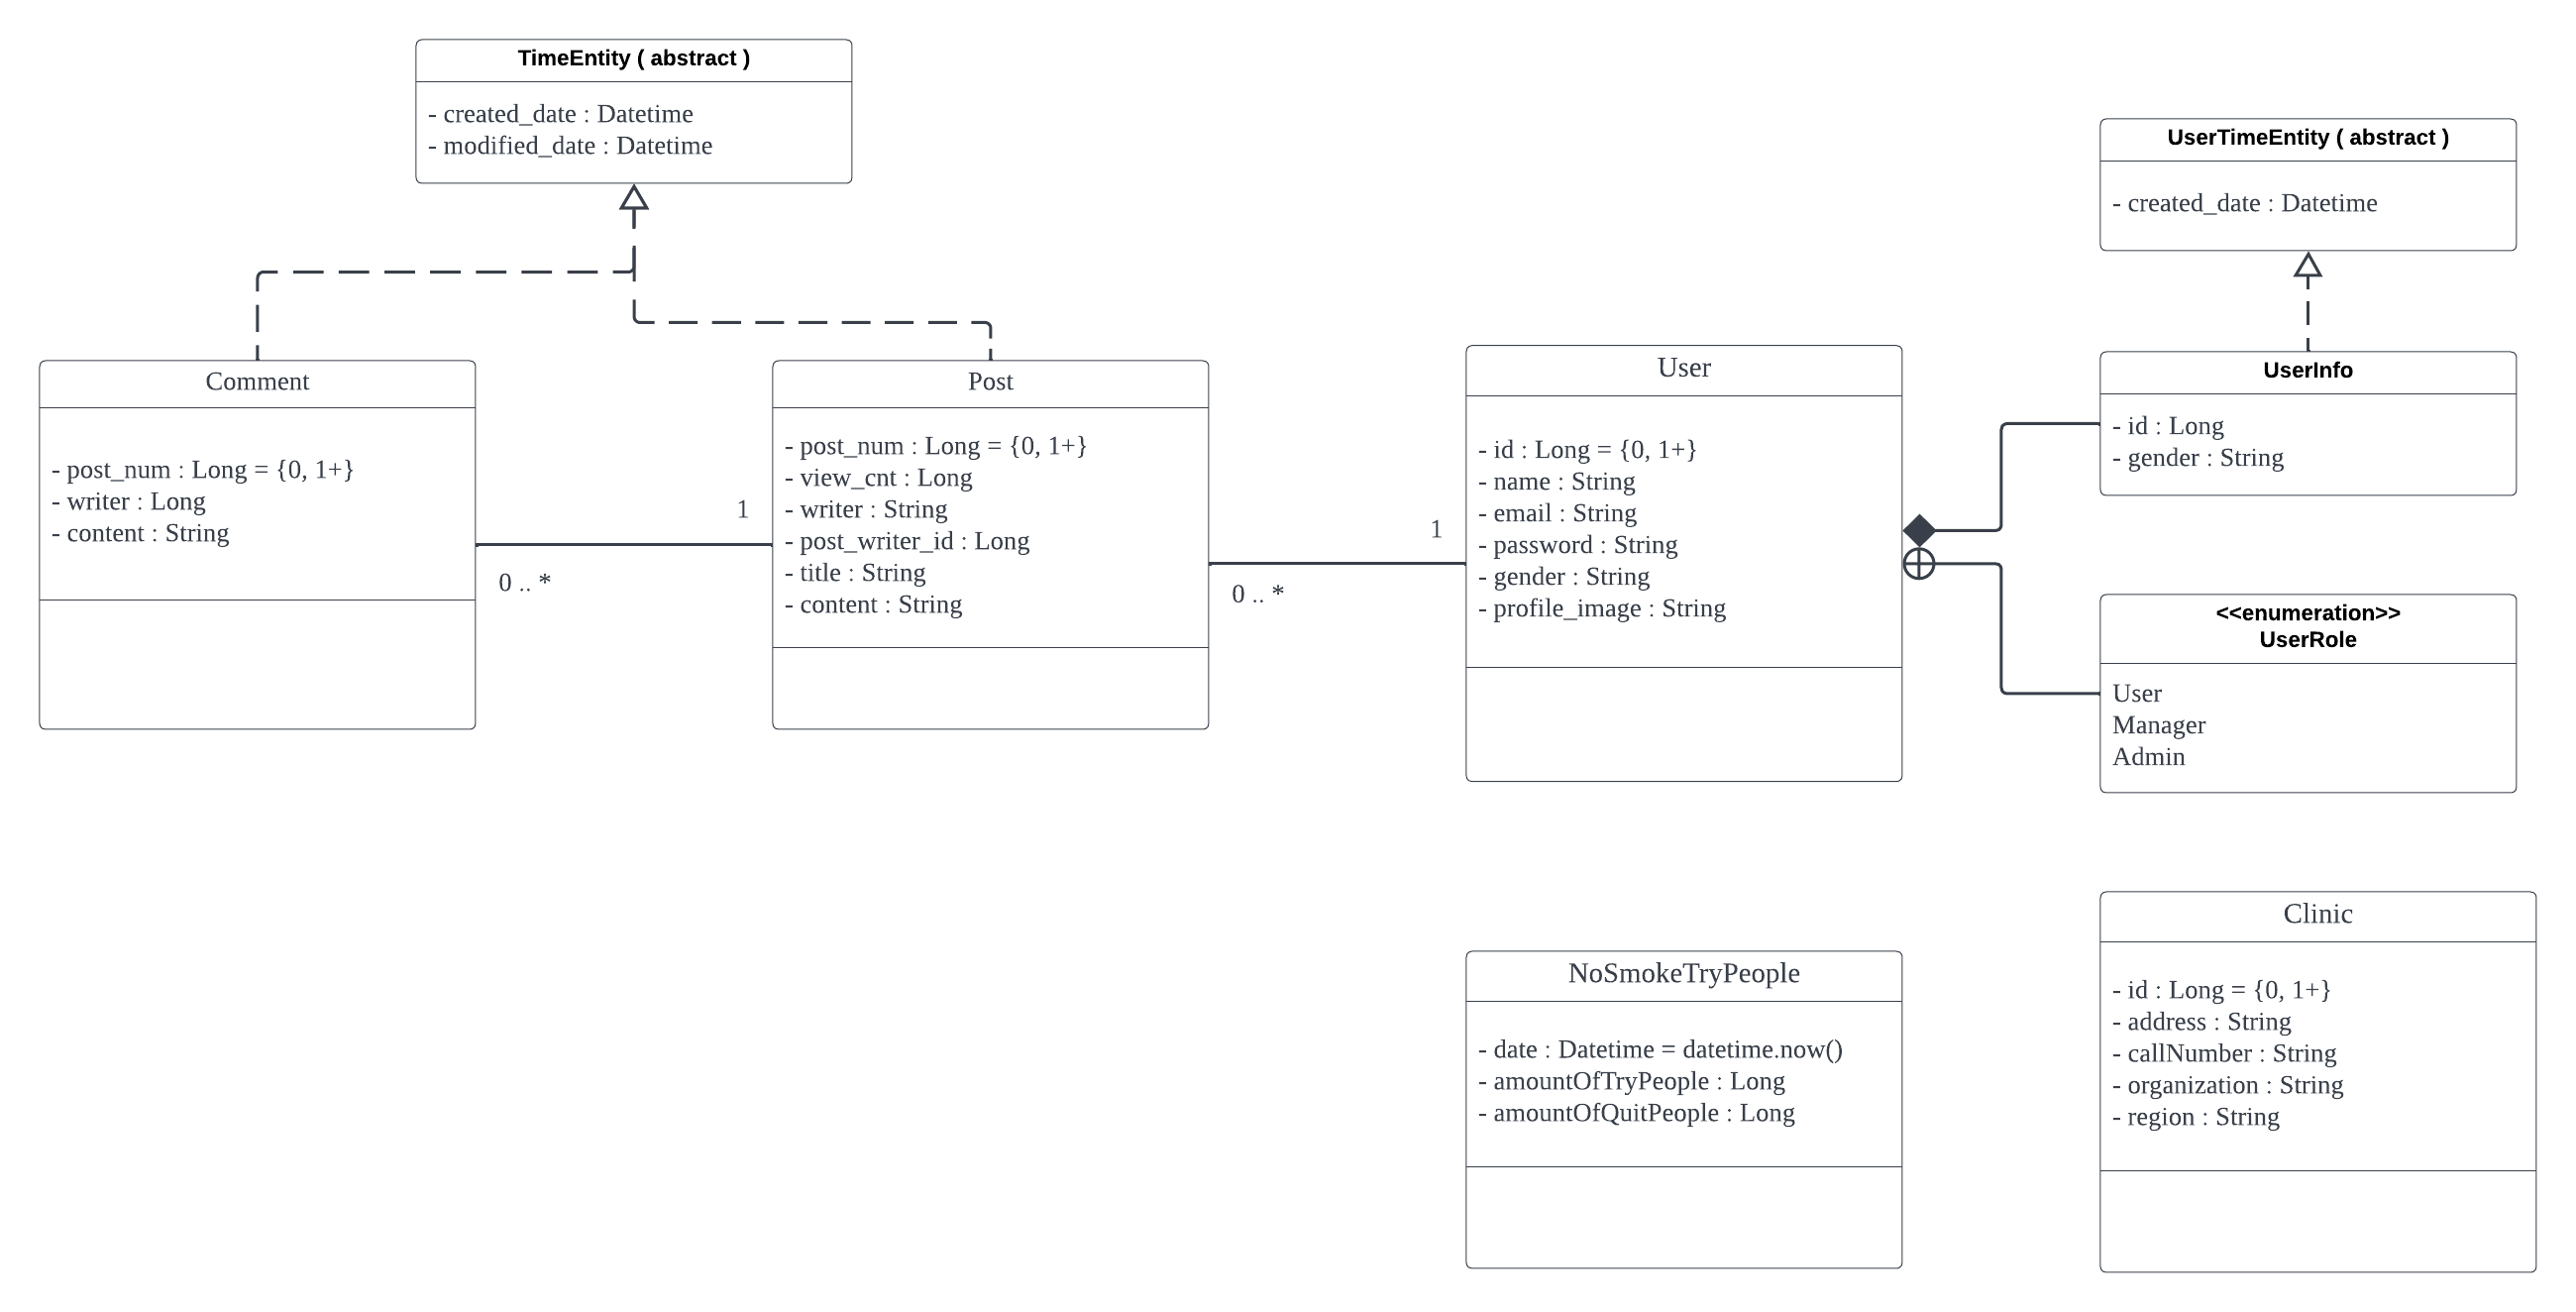 TimeEntity ( abstract )
- created_date : Datetime
- modified_date : Datetime
UserTimeEntity ( abstract )
- created_date : Datetime
Comment
- post_num : Long = {0, 1+}
- writer : Long
- content : String
1
0 .. *
Post
- post_num : Long = {0, 1+}
- view_cnt : Long
- writer : String
- post_writer_id : Long
- title : String
- content : String
1
0 .. *
User
- id : Long = {0, 1+}
- name : String
- email : String
- password : String
- gender : String
- profile_image : String
UserInfo
- id : Long
- gender : String
<<enumeration>>
UserRole
User
Manager
Admin
NoSmokeTryPeople
- date : Datetime = datetime.now()
- amountOfTryPeople : Long
- amountOfQuitPeople : Long
Clinic
- id : Long = {0, 1+}
- address : String
- callNumber : String
- organization : String
- region : String